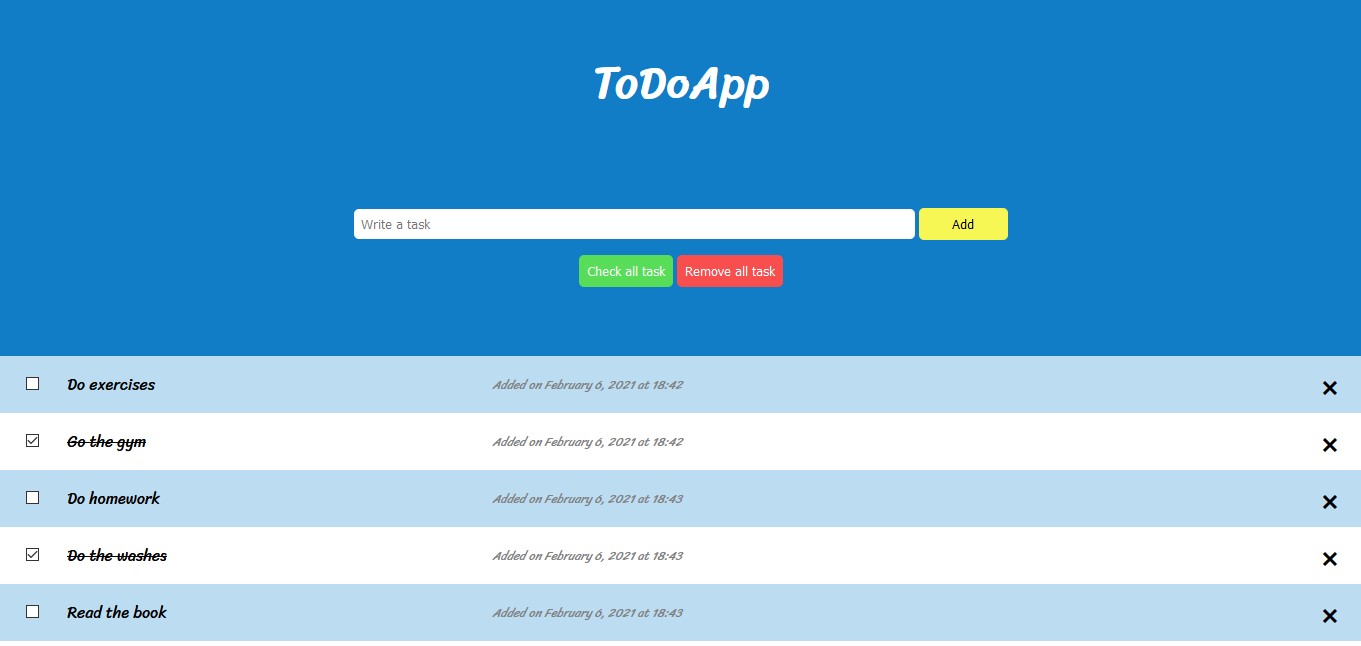 ToDoApp
Write a task Add
Check all task Remove all task
Do exercises Added on February 6, 2021 at 18:42 ×
Go the gym Added on February 6, 2021 at 18:42 ×
Do homework Added on February 6, 2021 at 18:43 ×
Do the washes Added on February 6, 2021 at 18:43 ×
Read the book Added on February 6, 2021 at 18:43 ×